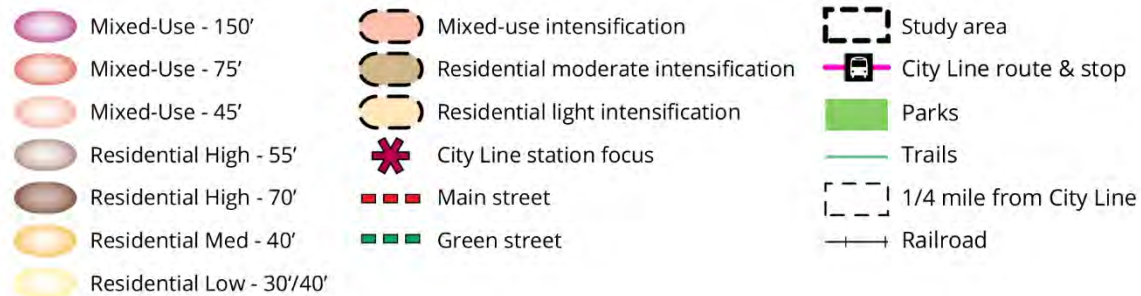 Mixed-Use - 150’
Mixed-Use - 75’
Mixed-Use - 45’
Residential High - 55’
Residential High - 70’
Residential Med - 40’
Residential Low - 30’/40’
Mixed-use intensification
Residential moderate intensification
Residential light intensification
City Line station focus
Main street
Green street
Study area
City Line route & stop
Parks
Trails
1/4 mile from City Line
Railroad